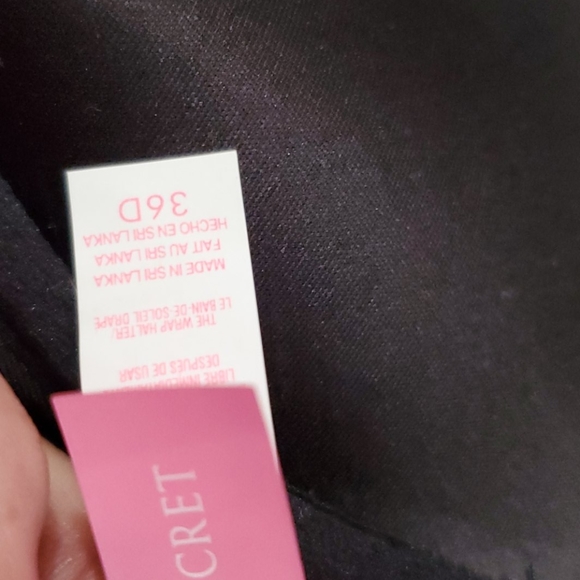 LIBRE
DESPUÉS DE USAR.
THE WRAP HALTER/
LE BAIN-DE-SOLEIL DRAPÉ
MADE IN SRI LANKA
FAIT AU SRI LANKA
HECHO EN SRI LANKA
36D
CRET